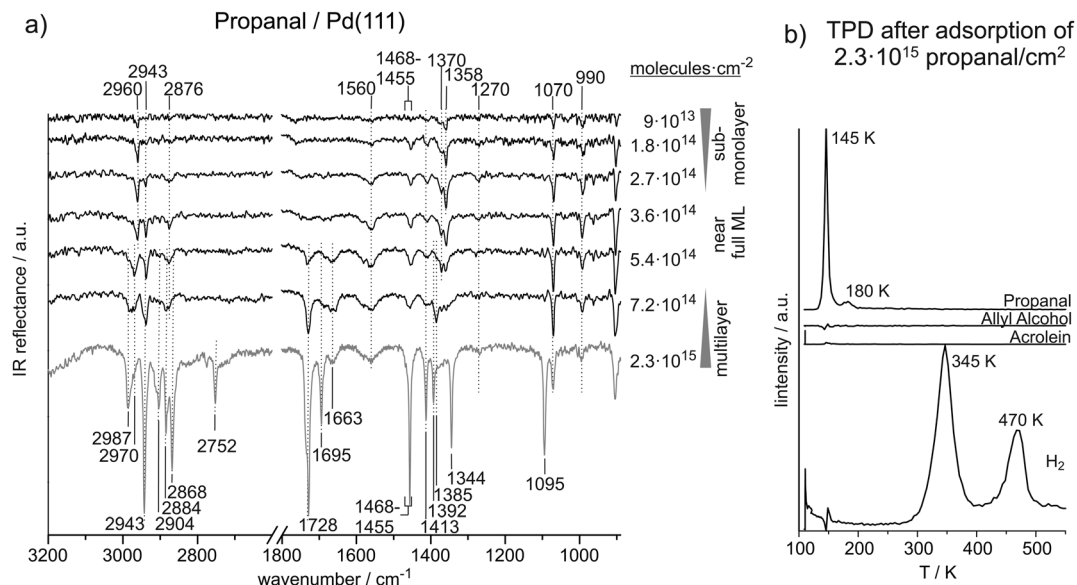 a)
Propanal / Pd(111)
2943
2960
2876
1560
1468-
1455
1370
1358
1270
1070
990
molecules·cm-2
9·10¹³
1.8·10¹⁴
2.7·10¹⁴
3.6·10¹⁴
5.4·10¹⁴
7.2·10¹⁴
2.3·10¹⁵
sub-
monolayer
near
full ML
multilayer
IR reflectance / a.u.
2987
2970
2943
2904
2884
2868
2752
1728
1695
1663
1468-
1455
1413
1392
1385
1344
1095
3200
3000
2800
1800
1600
1400
1200
1000
wavenumber / cm⁻¹
b)
TPD after adsorption of
2.3·10¹⁵ propanal/cm²
145 K
180 K
Propanal
Allyl Alcohol
Acrolein
345 K
470 K
H₂
Iintensity / a.u.
100
200
300
400
500
T / K